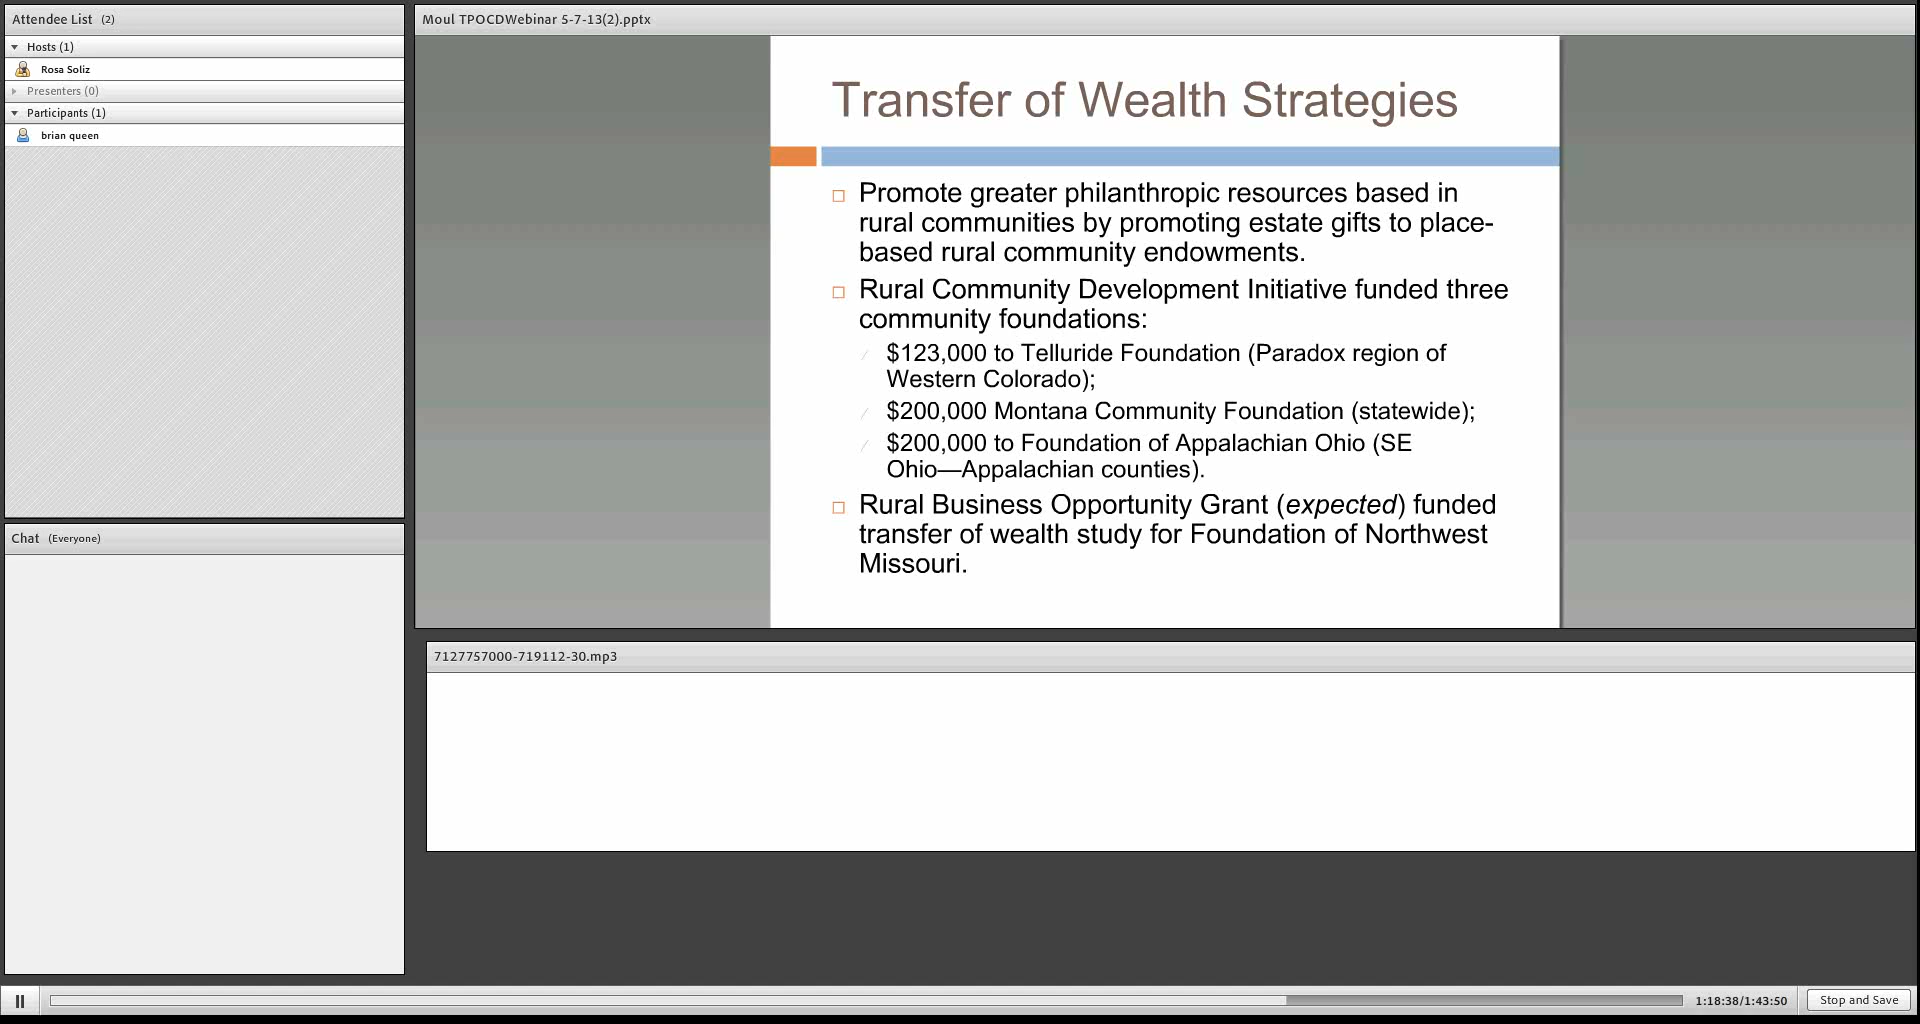 Attendee List (2)
Hosts (1)
Rosa Soliz
Presenters (0)
Participants (1)
brian queen
Chat (Everyone)
Moul TPOCDWebinar 5-7-13(2).pptx
Transfer of Wealth Strategies
Promote greater philanthropic resources based in
rural communities by promoting estate gifts to place-
based rural community endowments.
Rural Community Development Initiative funded three
community foundations:
$123,000 to Telluride Foundation (Paradox region of
Western Colorado);
$200,000 Montana Community Foundation (statewide);
$200,000 to Foundation of Appalachian Ohio (SE
Ohio—Appalachian counties).
Rural Business Opportunity Grant (expected) funded
transfer of wealth study for Foundation of Northwest
Missouri.
7127757000-719112-30.mp3
1:18:38/1:43:50
Stop and Save